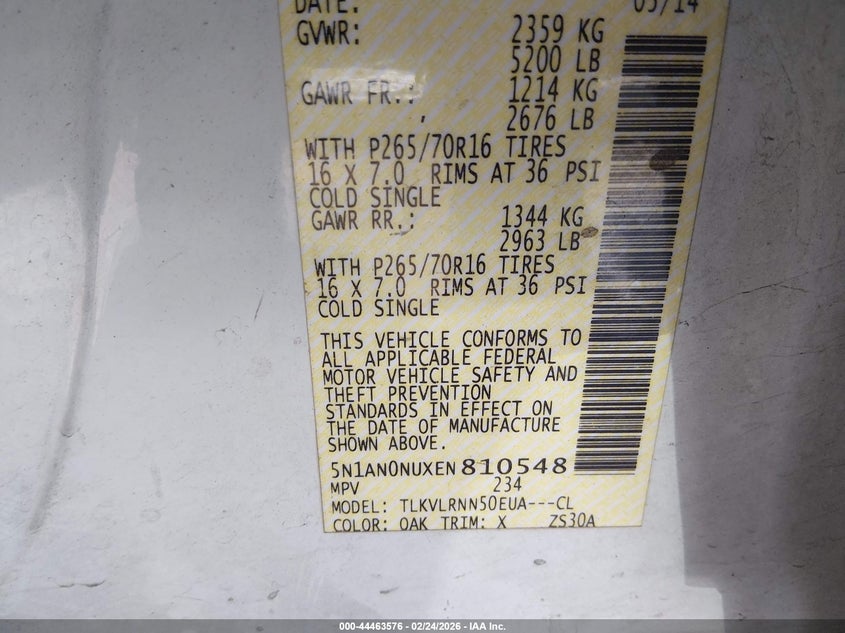 DATE: 05/14
GVWR: 2359 KG
5200 LB
GAWR FR.: 1214 KG
, 2676 LB
WITH P265/70R16 TIRES
16 X 7.0 RIMS AT 36 PSI
COLD SINGLE
GAWR RR.: 1344 KG
2963 LB
WITH P265/70R16 TIRES
16 X 7.0 RIMS AT 36 PSI
COLD SINGLE
THIS VEHICLE CONFORMS TO
ALL APPLICABLE FEDERAL
MOTOR VEHICLE SAFETY AND
THEFT PREVENTION
STANDARDS IN EFFECT ON
THE DATE OF MANUFACTURE
SHOWN ABOVE.
5N1AN0NUXEN810548
MPV 234
MODEL: TLKVLRNN50EUA---CL
COLOR: OAK TRIM: X ZS30A
000-44463576 - 02/24/2026 - IAA Inc.